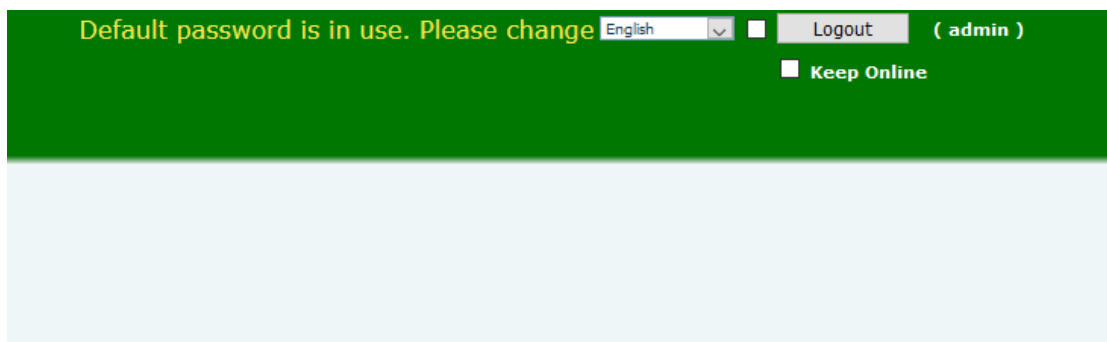 Default password is in use. Please change English Logout ( admin )
Keep Online